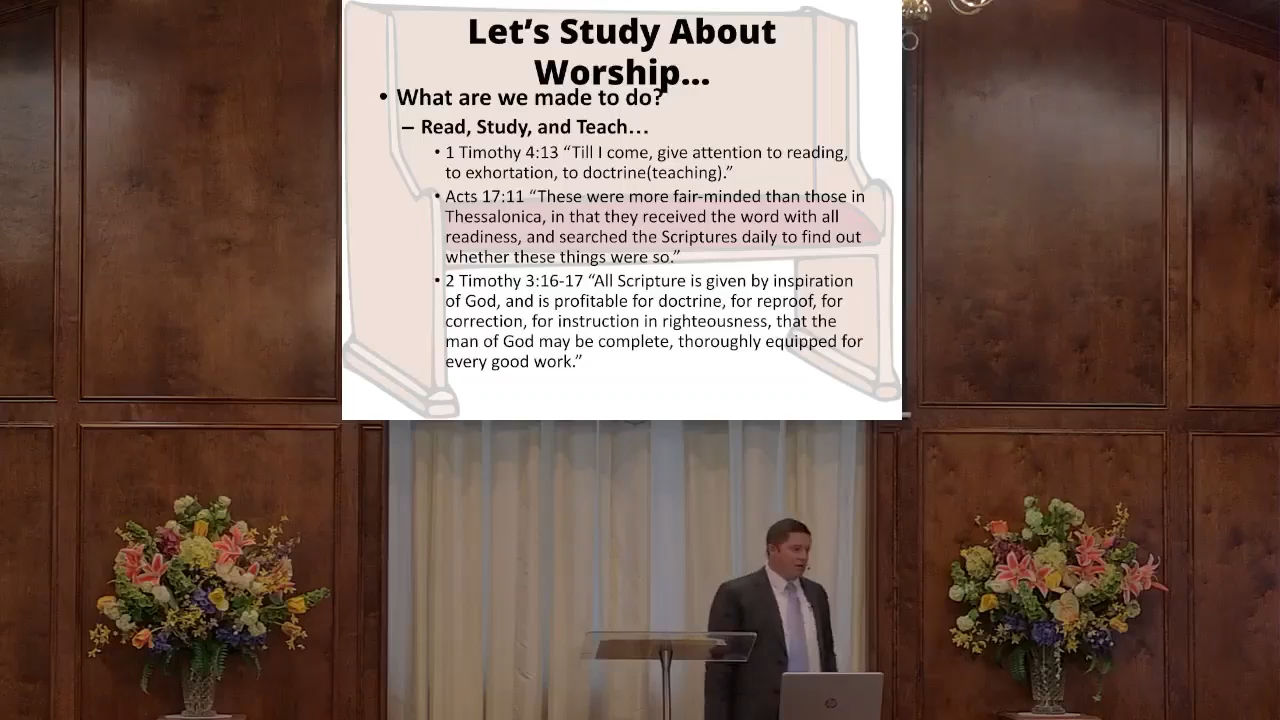 Let’s Study About
Worship...
• What are we made to do?
– Read, Study, and Teach…
• 1 Timothy 4:13 “Till I come, give attention to reading,
to exhortation, to doctrine(teaching).”
• Acts 17:11 “These were more fair-minded than those in
Thessalonica, in that they received the word with all
readiness, and searched the Scriptures daily to find out
whether these things were so.”
• 2 Timothy 3:16-17 “All Scripture is given by inspiration
of God, and is profitable for doctrine, for reproof, for
correction, for instruction in righteousness, that the
man of God may be complete, thoroughly equipped for
every good work.”
hp